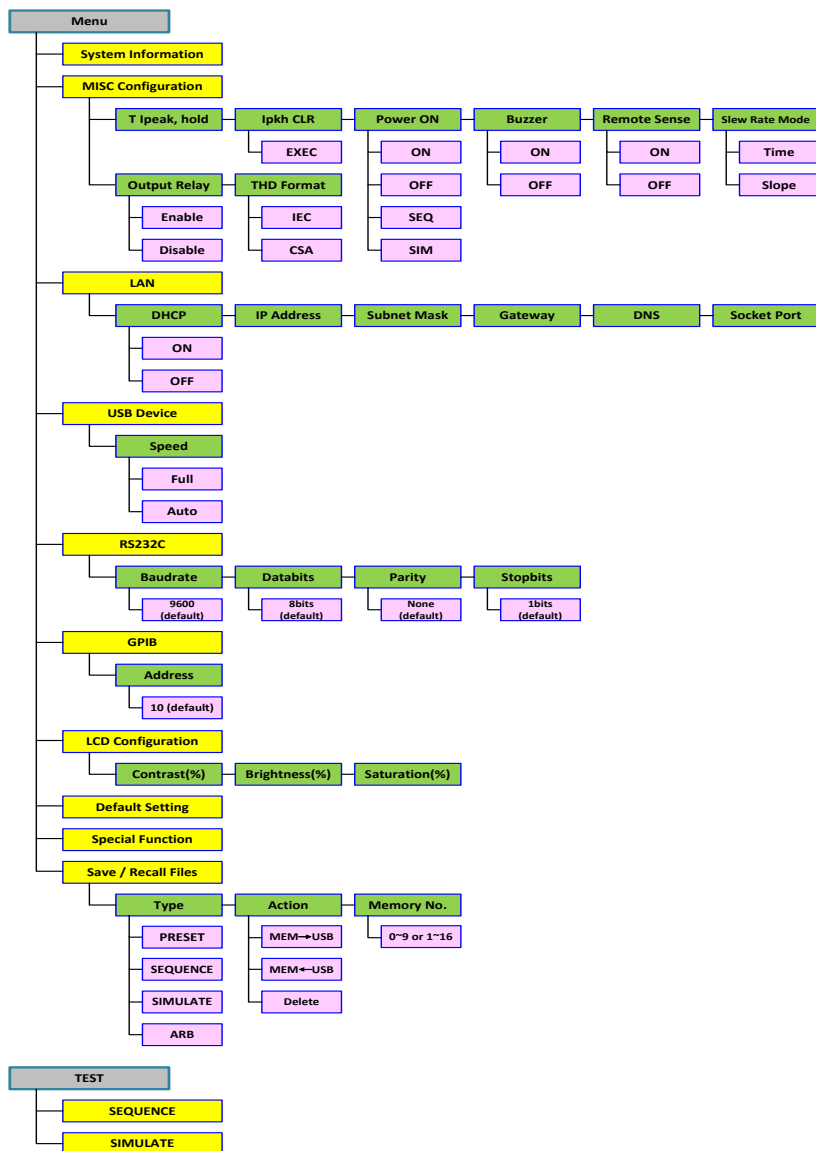 Menu
System Information
MISC Configuration
T Ipeak, hold
Ipkh CLR
Power ON
Buzzer
Remote Sense
Slew Rate Mode
EXEC
ON
ON
ON
Time
OFF
OFF
OFF
Slope
Output Relay
THD Format
Enable
IEC
SEQ
Disable
CSA
SIM
LAN
DHCP
IP Address
Subnet Mask
Gateway
DNS
Socket Port
ON
OFF
USB Device
Speed
Full
Auto
RS232C
Baudrate
Databits
Parity
Stopbits
9600
(default)
8bits
(default)
None
(default)
1bits
(default)
GPIB
Address
10 (default)
LCD Configuration
Contrast(%)
Brightness(%)
Saturation(%)
Default Setting
Special Function
Save / Recall Files
Type
Action
Memory No.
PRESET
MEM→USB
0~9 or 1~16
SEQUENCE
MEM←USB
SIMULATE
Delete
ARB
TEST
SEQUENCE
SIMULATE